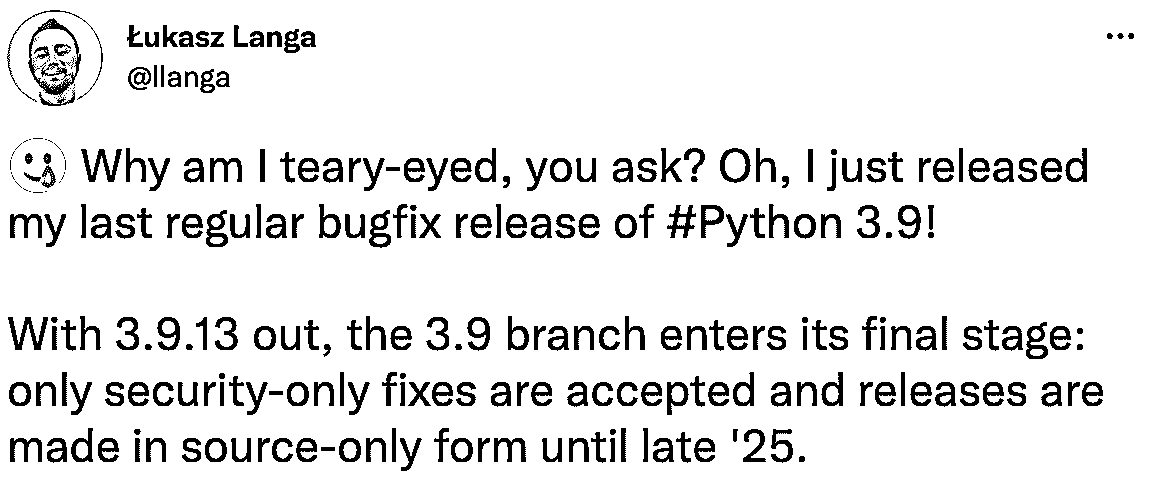 Łukasz Langa
@llanga
🥲 Why am I teary-eyed, you ask? Oh, I just released
my last regular bugfix release of #Python 3.9!
With 3.9.13 out, the 3.9 branch enters its final stage:
only security-only fixes are accepted and releases are
made in source-only form until late '25.